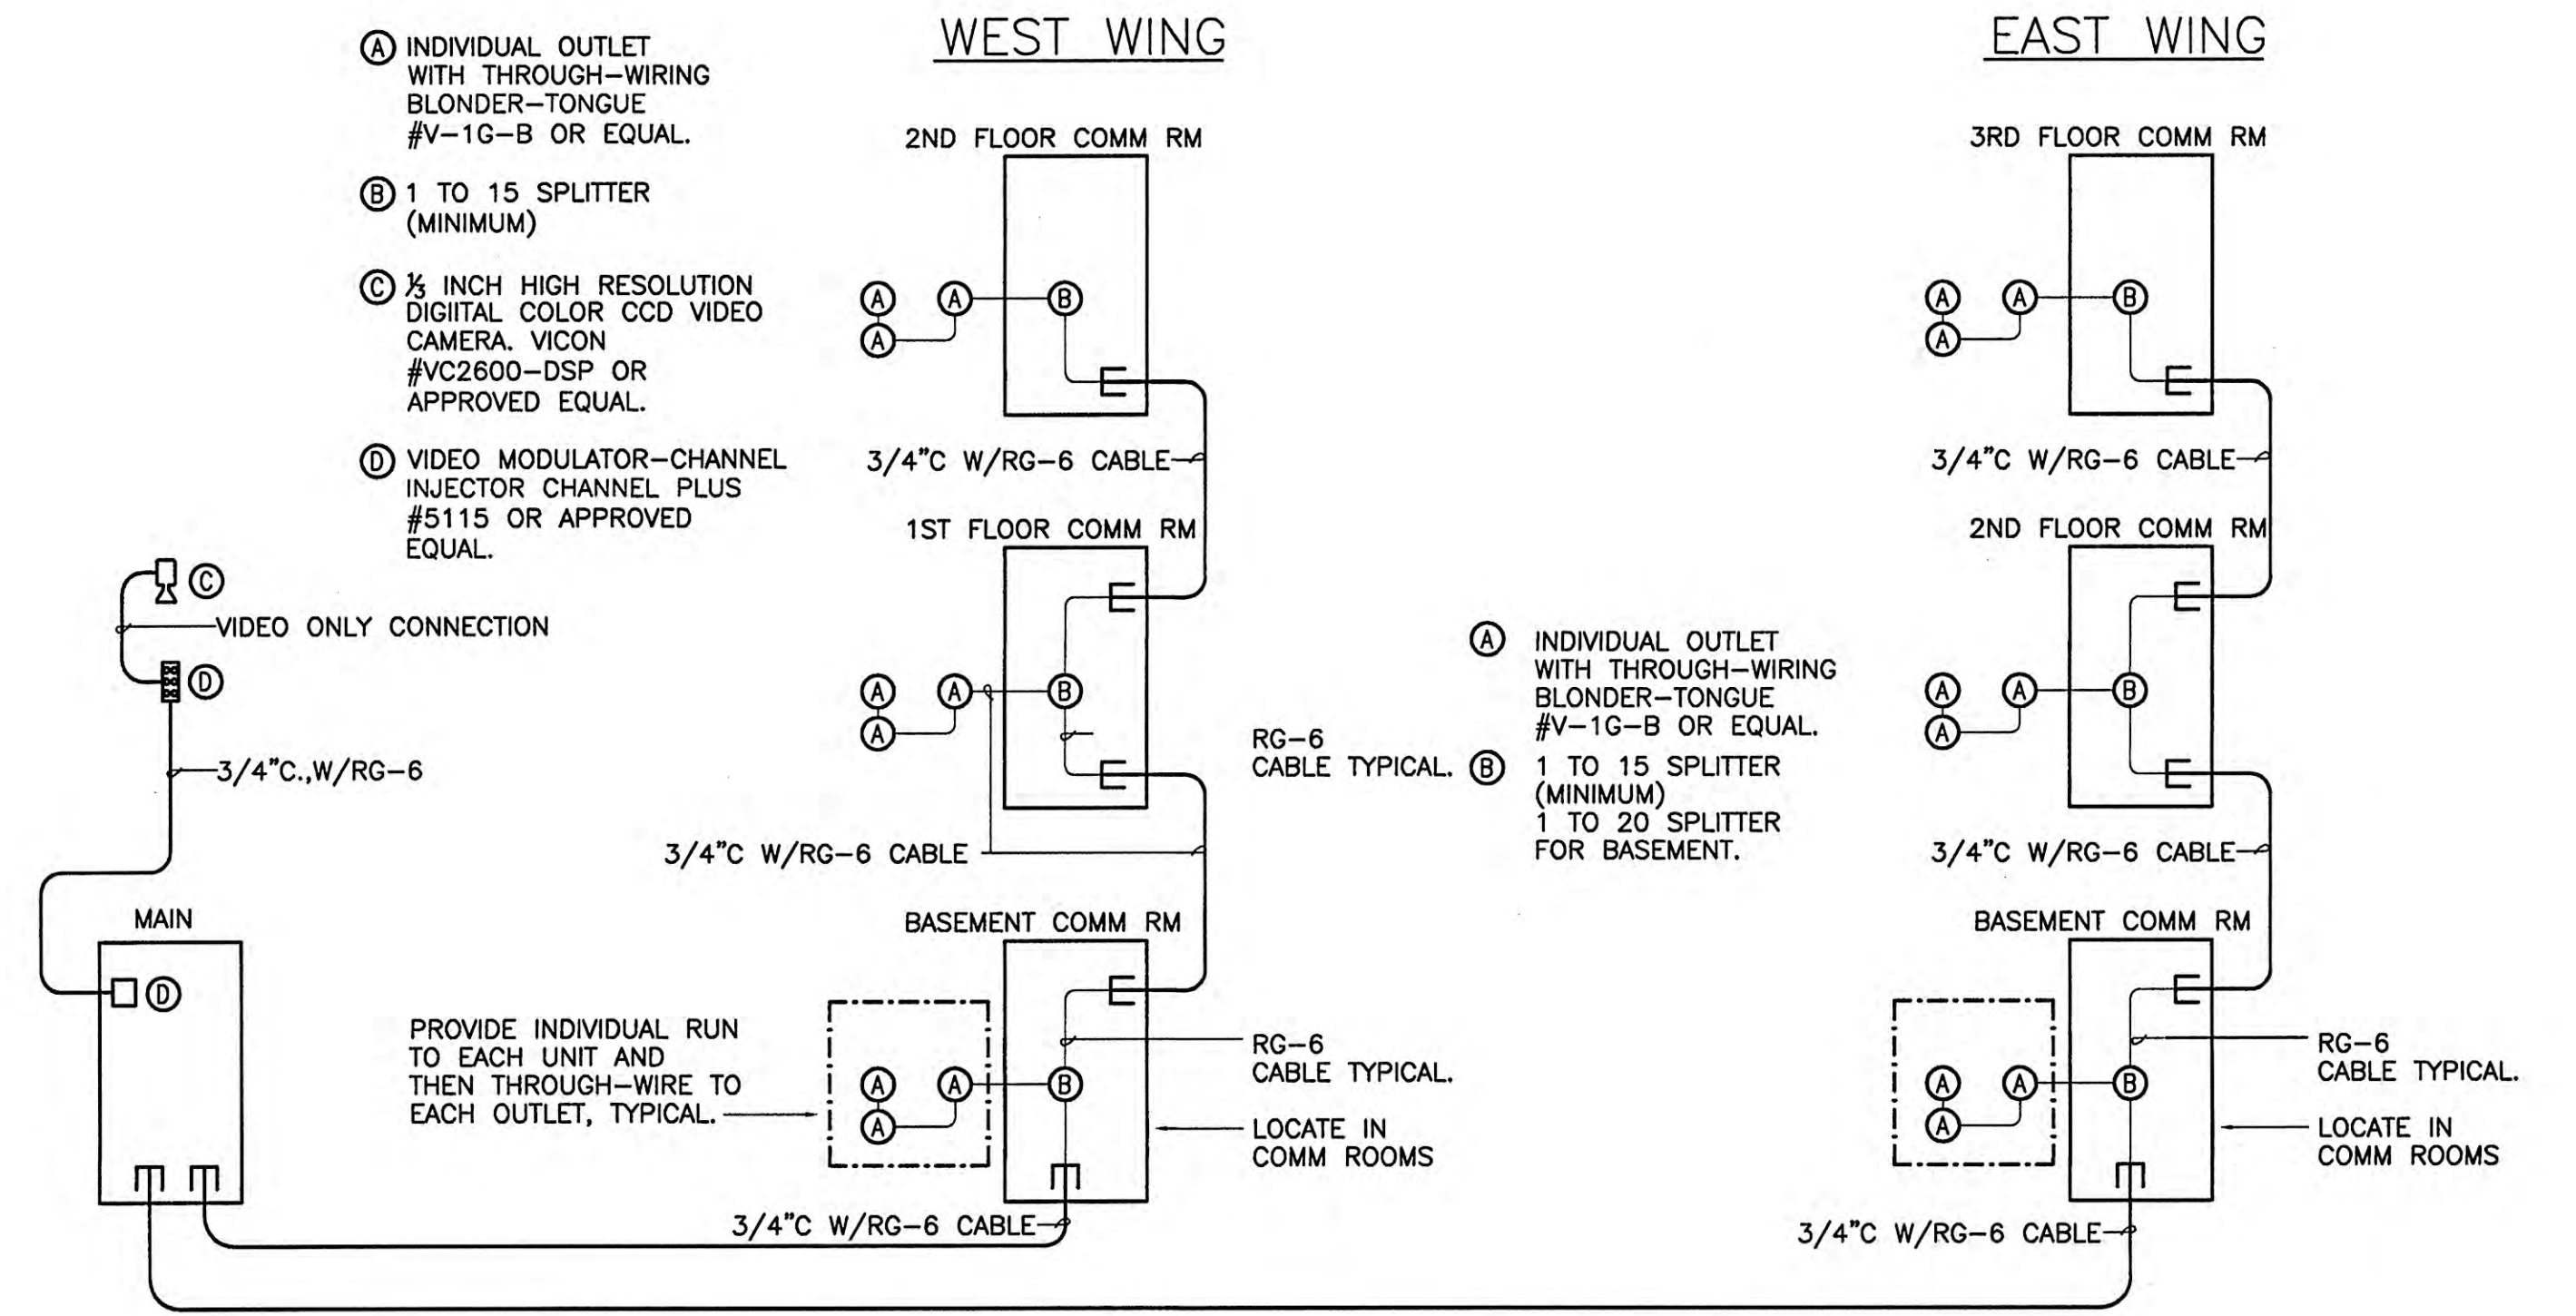 WEST WING
EAST WING
Ⓐ INDIVIDUAL OUTLET
WITH THROUGH-WIRING
BLONDER-TONGUE
#V-1G-B OR EQUAL.
Ⓑ 1 TO 15 SPLITTER
(MINIMUM)
Ⓒ ⅓ INCH HIGH RESOLUTION
DIGIITAL COLOR CCD VIDEO
CAMERA. VICON
#VC2600-DSP OR
APPROVED EQUAL.
Ⓓ VIDEO MODULATOR-CHANNEL
INJECTOR CHANNEL PLUS
#5115 OR APPROVED
EQUAL.
Ⓒ
VIDEO ONLY CONNECTION
Ⓓ
3/4"C.,W/RG-6
MAIN
Ⓓ
2ND FLOOR COMM RM
Ⓐ Ⓐ Ⓑ
Ⓐ
3/4"C W/RG-6 CABLE
1ST FLOOR COMM RM
Ⓐ Ⓐ Ⓑ
Ⓐ
RG-6
CABLE TYPICAL.
3/4"C W/RG-6 CABLE
BASEMENT COMM RM
PROVIDE INDIVIDUAL RUN
TO EACH UNIT AND
THEN THROUGH-WIRE TO
EACH OUTLET, TYPICAL.
Ⓐ Ⓐ Ⓑ
Ⓐ
RG-6
CABLE TYPICAL.
LOCATE IN
COMM ROOMS
3/4"C W/RG-6 CABLE
Ⓐ INDIVIDUAL OUTLET
WITH THROUGH-WIRING
BLONDER-TONGUE
#V-1G-B OR EQUAL.
Ⓑ 1 TO 15 SPLITTER
(MINIMUM)
1 TO 20 SPLITTER
FOR BASEMENT.
3RD FLOOR COMM RM
Ⓐ Ⓐ Ⓑ
Ⓐ
3/4"C W/RG-6 CABLE
2ND FLOOR COMM RM
Ⓐ Ⓐ Ⓑ
Ⓐ
3/4"C W/RG-6 CABLE
BASEMENT COMM RM
Ⓐ Ⓐ Ⓑ
Ⓐ
RG-6
CABLE TYPICAL.
LOCATE IN
COMM ROOMS
3/4"C W/RG-6 CABLE